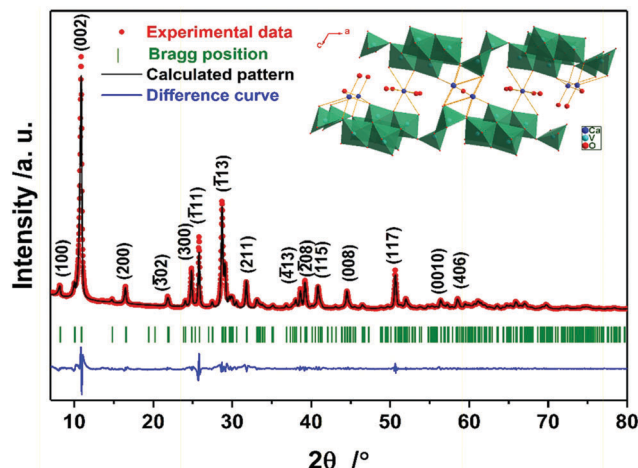 Experimental data
Bragg position
Calculated pattern
Difference curve
a
c
Ca
V
O
(002)
(100)
(200)
(3̄02)
(300)
(1̄11)
(1̄13)
(211)
(4̄13)
(2̄08)
(115)
(008)
(117)
(0010)
(406)
Intensity /a. u.
10 20 30 40 50 60 70 80
2θ /°